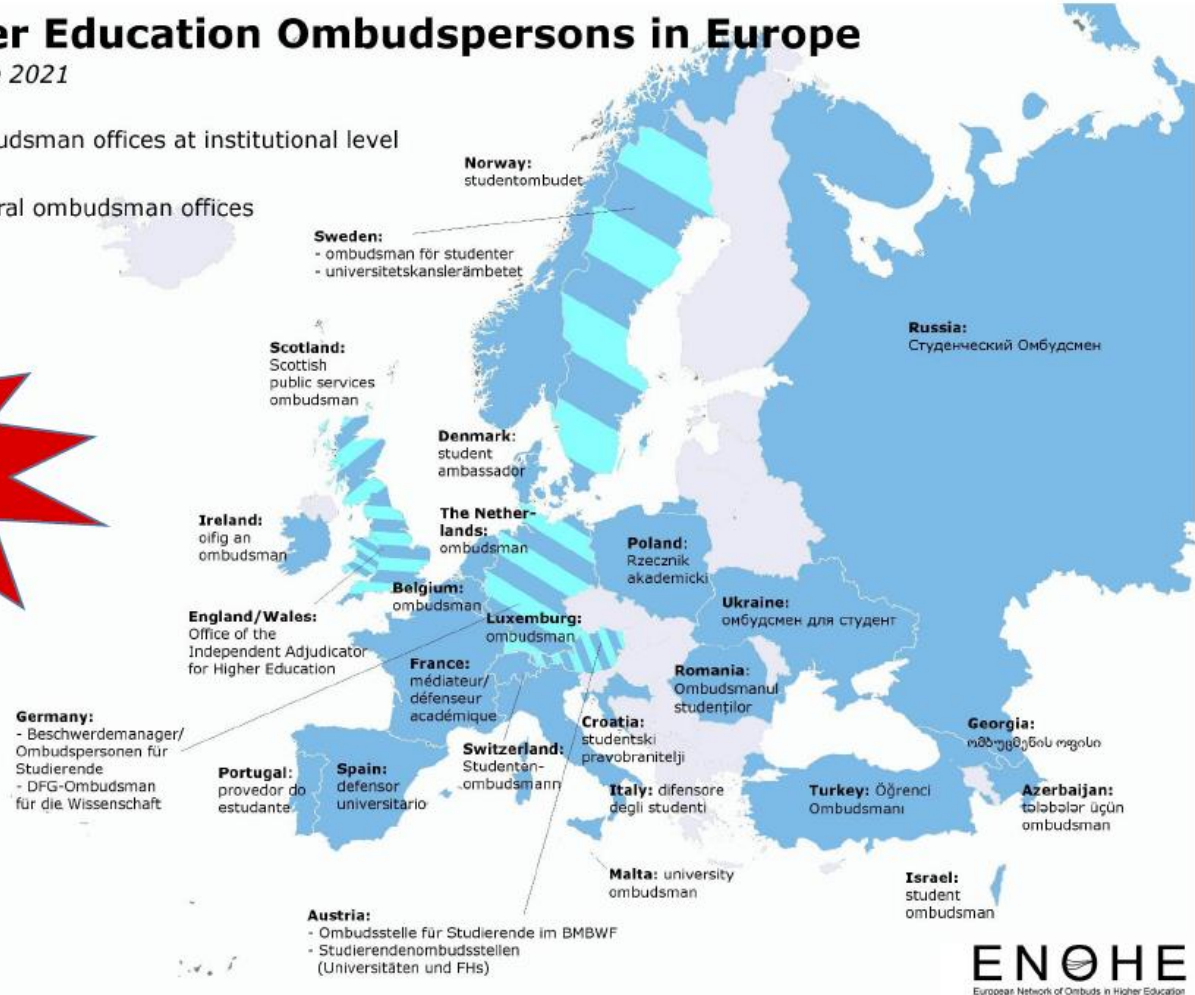 er Education Ombudspersons in Europe
2021
udsman offices at institutional level
ral ombudsman offices
Norway:
studentombudet
Sweden:
- ombudsman för studenter
- universitetskanslerämbetet
Russia:
Студенческий Омбудсмен
Scotland:
Scottish
public services
ombudsman
Denmark:
student
ambassador
Ireland:
oifig an
ombudsman
The Nether-
lands:
ombudsman
Poland:
Rzecznik
akademicki
Belgium:
ombudsman
Ukraine:
омбудсмен для студент
England/Wales:
Office of the
Independent Adjudicator
for Higher Education
Luxemburg:
ombudsman
France:
médiateur/
défenseur
académique
Romania:
Ombudsmanul
studenților
Germany:
- Beschwerdemanager/
Ombudspersonen für
Studierende
- DFG-Ombudsman
für die Wissenschaft
Croatia:
studentski
pravobranitelji
Georgia:
ომბუცმენის ოფისი
Switzerland:
Studenten-
ombudsmann
Portugal:
provedor do
estudante
Spain:
defensor
universitario
Italy: difensore
degli studenti
Turkey: Öğrenci
Ombudsmanı
Azerbaijan:
tələbələr üçün
ombudsman
Malta: university
ombudsman
Israel:
student
ombudsman
Austria:
- Ombudsstelle für Studierende im BMBWF
- Studierendenombudsstellen
(Universitäten und FHs)
ENOHE
European Network of Ombuds in Higher Education